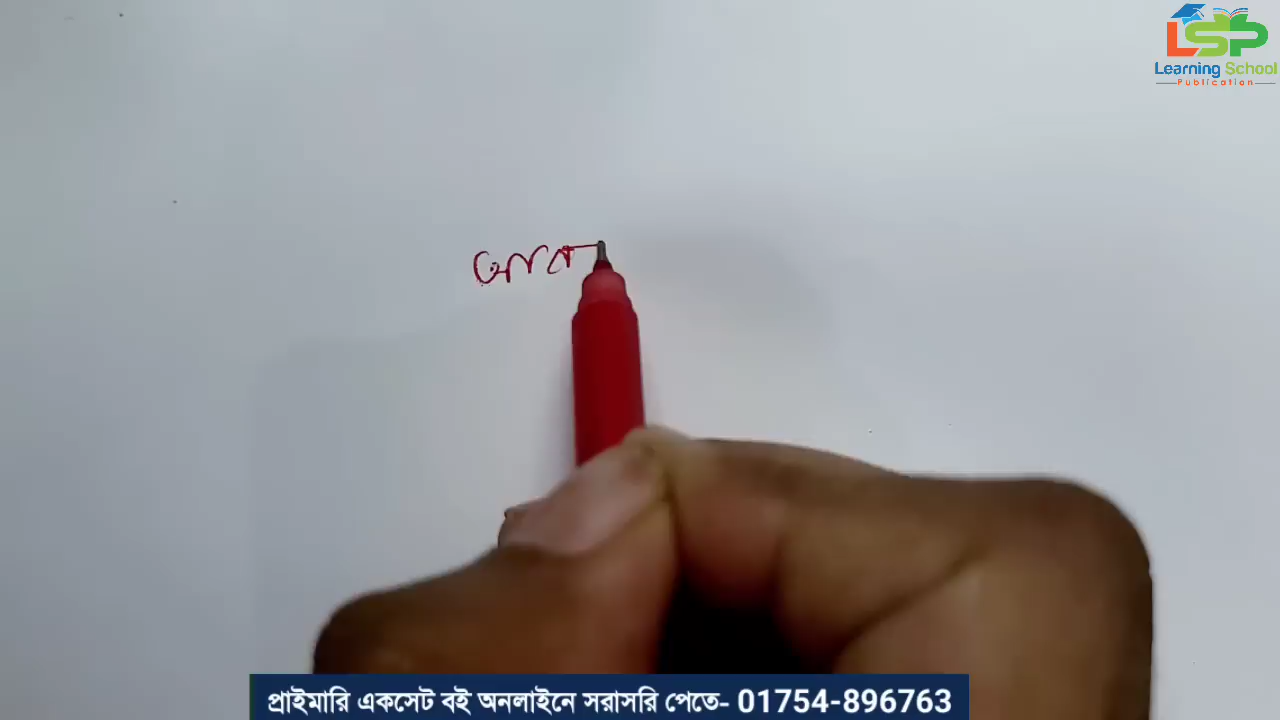 LSP
Learning School
Publication
প্রাইমারি একসেট বই অনলাইনে সরাসরি পেতে- 01754-896763